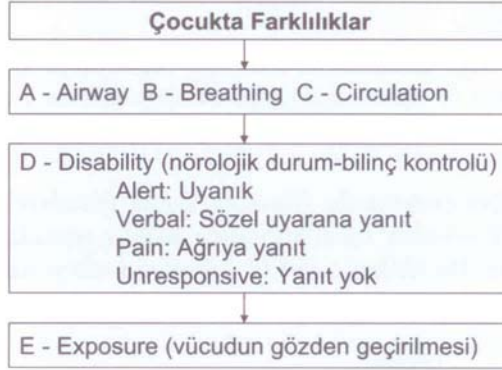 Çocukta Farklılıklar
A - Airway B - Breathing C - Circulation
D - Disability (nörolojik durum-bilinç kontrolü)
Alert: Uyanık
Verbal: Sözel uyarana yanıt
Pain: Ağrıya yanıt
Unresponsive: Yanıt yok
E - Exposure (vücudun gözden geçirilmesi)